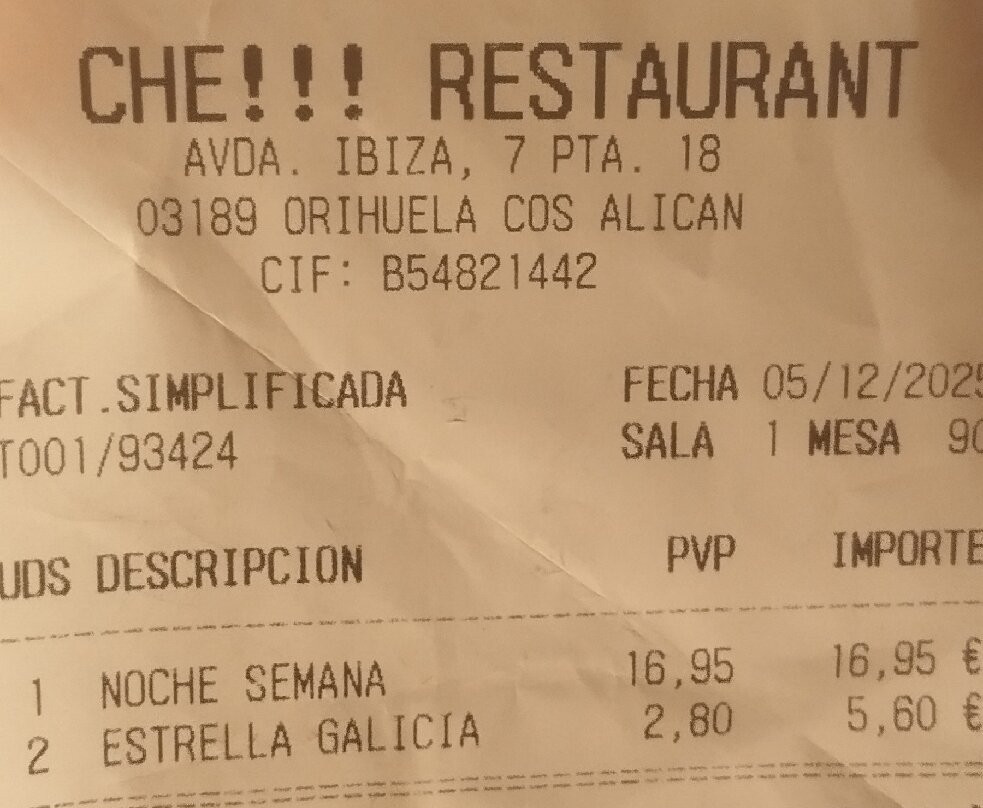 CHE!!! RESTAURANT
AVDA. IBIZA, 7 PTA. 18
03189 ORIHUELA COS ALICAN
CIF: B54821442
FACT.SIMPLIFICADA FECHA 05/12/2025
T001/93424 SALA 1 MESA 90
UDS DESCRIPCION PVP IMPORTE
1 NOCHE SEMANA 16,95 16,95 €
2 ESTRELLA GALICIA 2,80 5,60 €